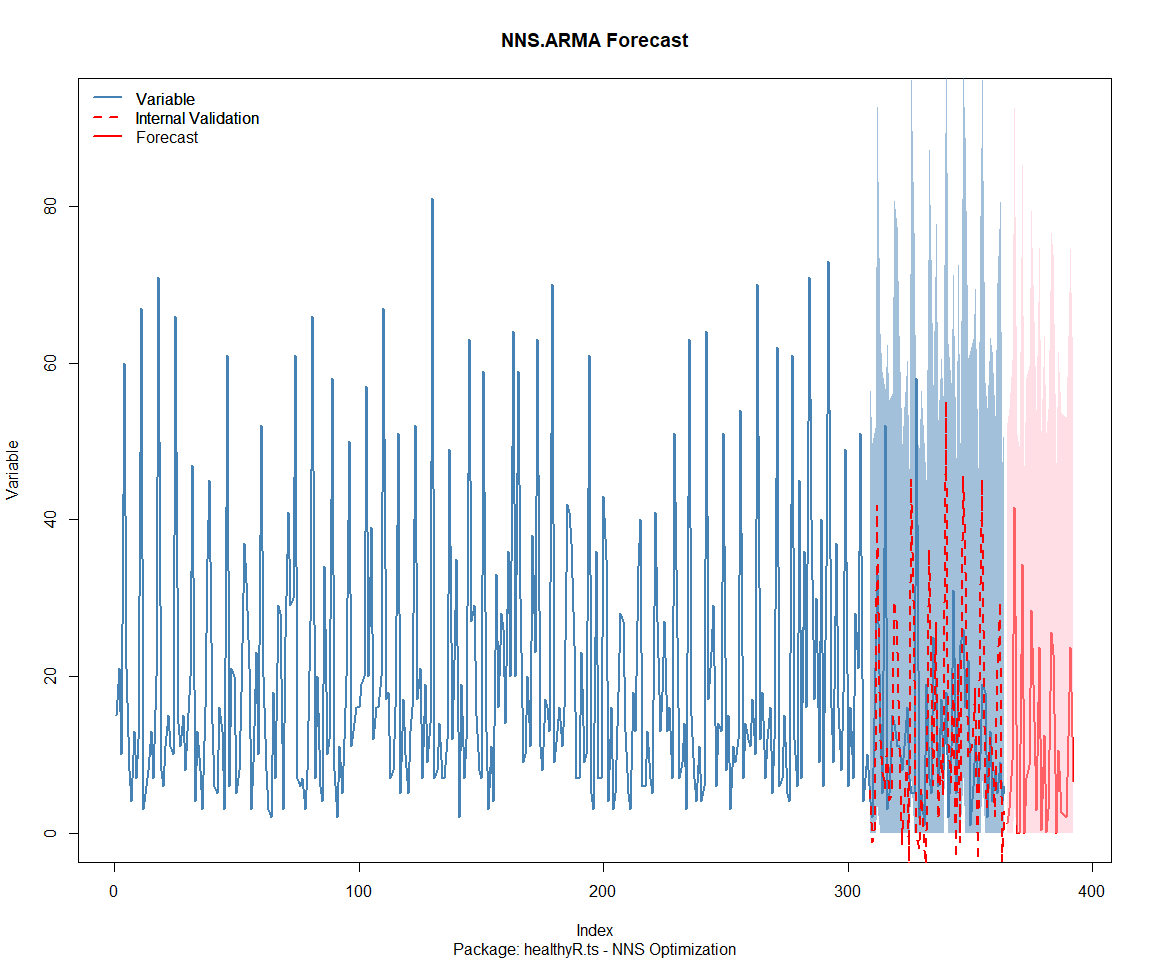 NNS.ARMA Forecast
Variable
Internal Validation
Forecast
Variable
80
60
40
20
0
0
100
200
300
400
Index
Package: healthyR.ts - NNS Optimization